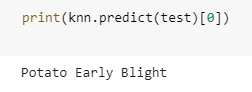 print(knn.predict(test)[0])
Potato Early Blight